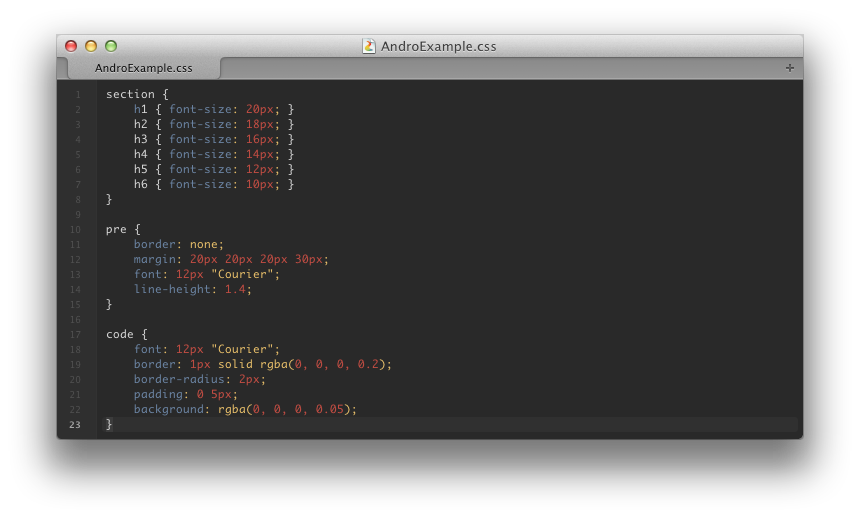 AndroExample.css
AndroExample.css +
1 section {
2     h1 { font-size: 20px; }
3     h2 { font-size: 18px; }
4     h3 { font-size: 16px; }
5     h4 { font-size: 14px; }
6     h5 { font-size: 12px; }
7     h6 { font-size: 10px; }
8 }
9
10 pre {
11     border: none;
12     margin: 20px 20px 20px 30px;
13     font: 12px "Courier";
14     line-height: 1.4;
15 }
16
17 code {
18     font: 12px "Courier";
19     border: 1px solid rgba(0, 0, 0, 0.2);
20     border-radius: 2px;
21     padding: 0 5px;
22     background: rgba(0, 0, 0, 0.05);
23 }